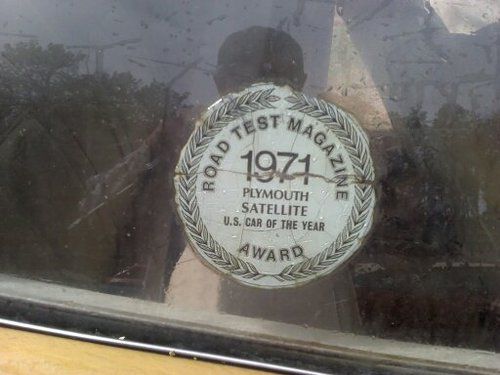 ROAD TEST MAGAZINE
1971
PLYMOUTH
SATELLITE
U.S. CAR OF THE YEAR
AWARD